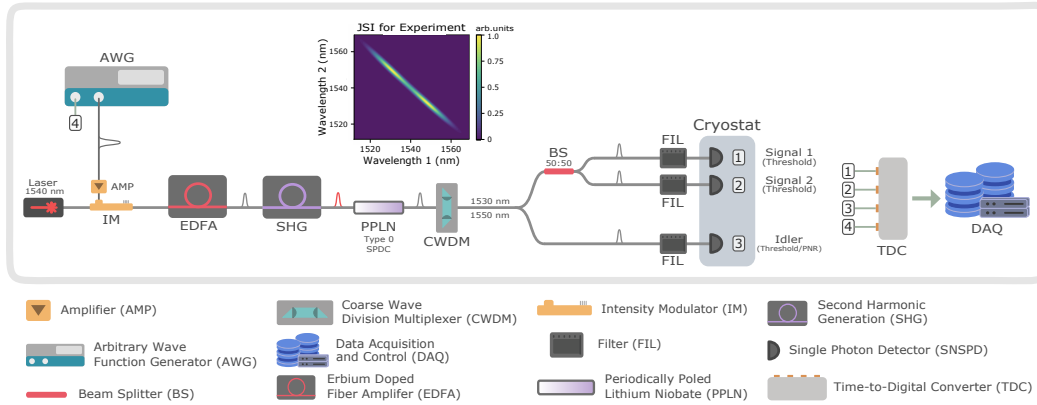 JSI for Experiment
arb.units
Wavelength 2 (nm)
1560
1550
1540
1530
1520
1520
1540
1560
Wavelength 1 (nm)
1.0
0.75
0.5
0.25
0
AWG
4
AMP
Laser
1540 nm
IM
EDFA
SHG
PPLN
Type 0
SPDC
CWDM
1530 nm
1550 nm
BS
50:50
FIL
FIL
FIL
Cryostat
1
2
3
Signal 1
(Threshold)
Signal 2
(Threshold)
Idler
(Threshold/PNR)
1
2
3
4
TDC
DAQ
Amplifier (AMP)
Coarse Wave
Division Multiplexer (CWDM)
Intensity Modulator (IM)
Second Harmonic
Generation (SHG)
Arbitrary Wave
Function Generator (AWG)
Data Acquisition
and Control (DAQ)
Filter (FIL)
Single Photon Detector (SNSPD)
Beam Splitter (BS)
Erbium Doped
Fiber Amplifer (EDFA)
Periodically Poled
Lithium Niobate (PPLN)
Time-to-Digital Converter (TDC)